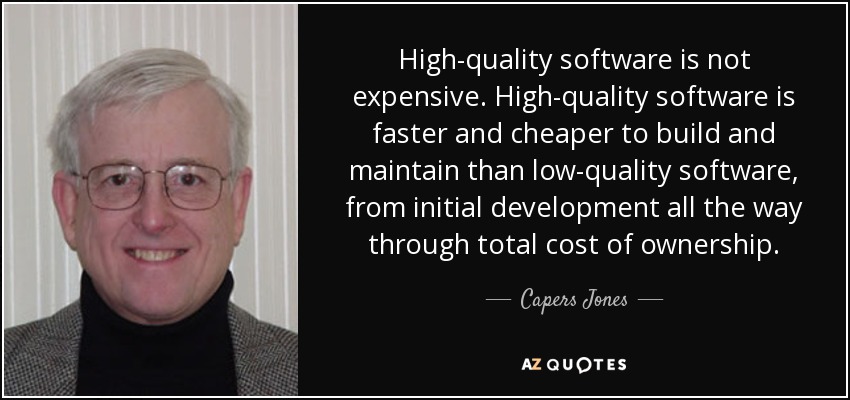 High-quality software is not
expensive. High-quality software is
faster and cheaper to build and
maintain than low-quality software,
from initial development all the way
through total cost of ownership.
Capers Jones
AZ QUOTES